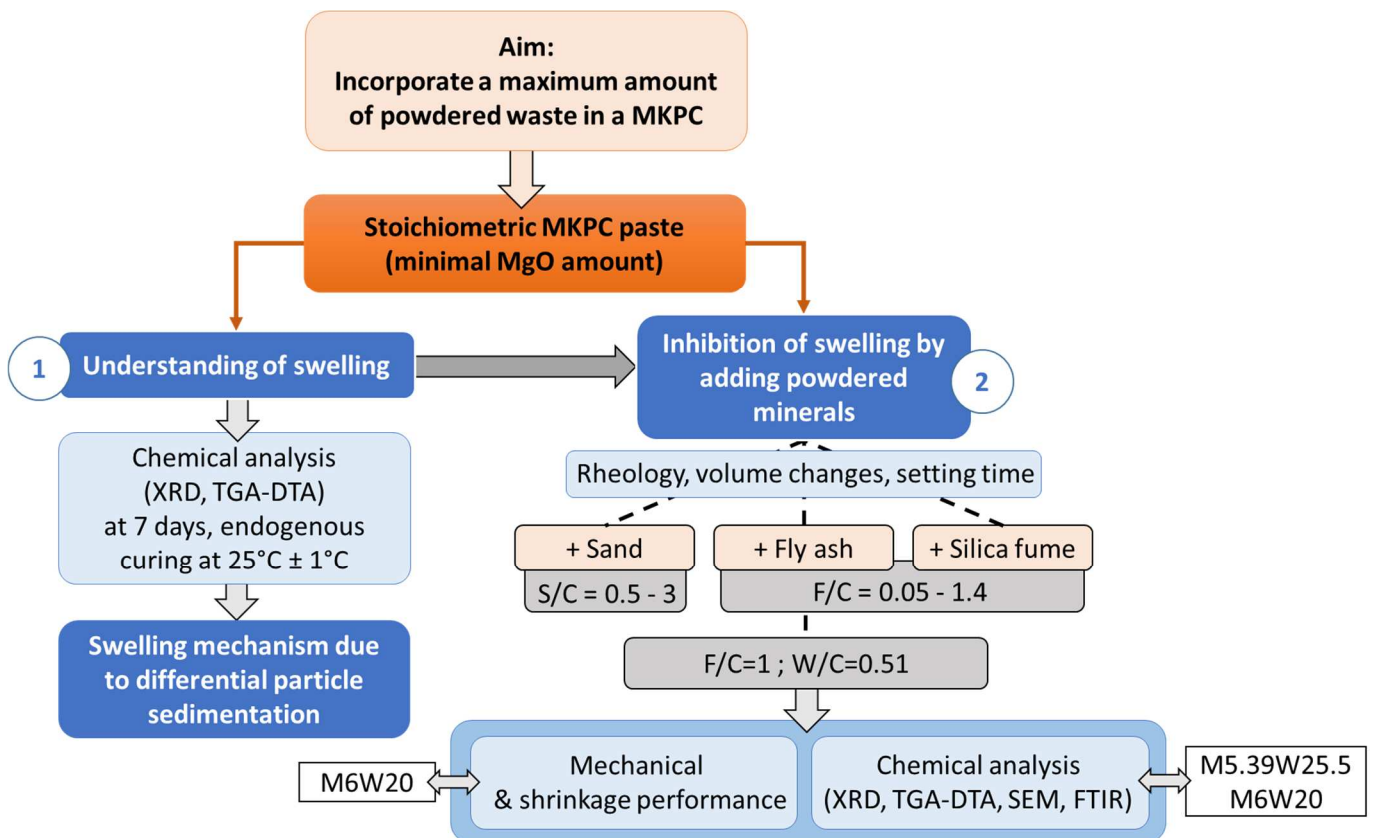 Aim:
Incorporate a maximum amount
of powdered waste in a MKPC
Stoichiometric MKPC paste
(minimal MgO amount)
1
Understanding of swelling
Inhibition of swelling by
adding powdered
minerals
2
Chemical analysis
(XRD, TGA-DTA)
at 7 days, endogenous
curing at 25°C ± 1°C
Swelling mechanism due
to differential particle
sedimentation
Rheology, volume changes, setting time
+ Sand
+ Fly ash
+ Silica fume
S/C = 0.5 - 3
F/C = 0.05 - 1.4
F/C=1 ; W/C=0.51
M6W20
Mechanical
& shrinkage performance
Chemical analysis
(XRD, TGA-DTA, SEM, FTIR)
M5.39W25.5
M6W20